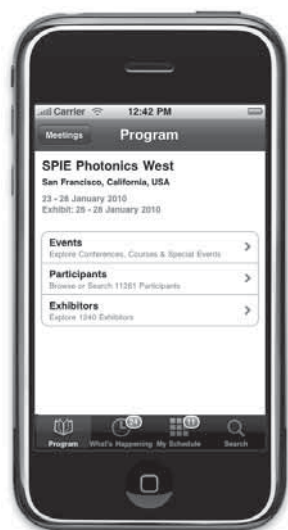 Carrier 12:42 PM
Meetings Program
SPIE Photonics West
San Francisco, California, USA
23 - 28 January 2010
Exhibit: 26 - 28 January 2010
Events
Explore Conferences, Courses & Special Events
Participants
Browse or Search 11281 Participants
Exhibitors
Explore 1240 Exhibitors
24 11
Program What's Happening My Schedule Search